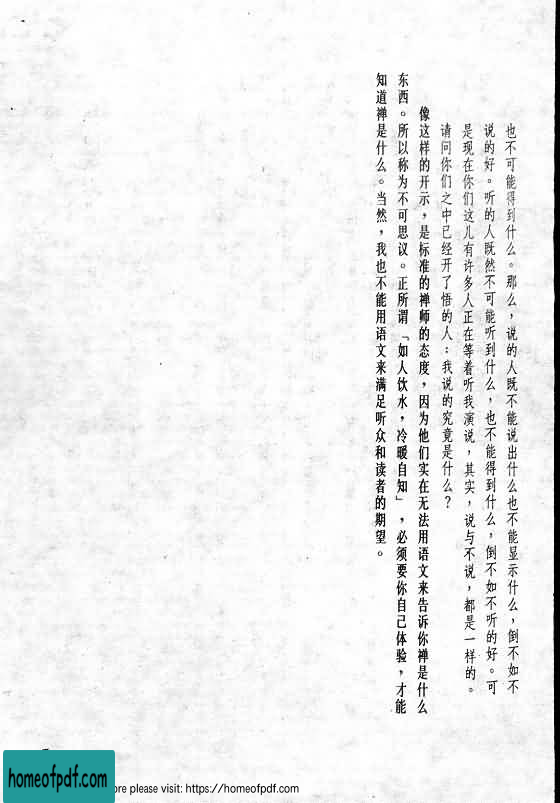 也不可能得到什么。那么，说的人既不能说出什么也不能显示什么，倒不如不
说的好。听的人既然不可能听到什么，也不能得到什么，倒不如不听的好。可
是现在你们这儿有许多人正在等着听我演说，其实，说与不说，都是一样的。
请问你们之中已经开了悟的人：我说的究竟是什么？
像这样的开示，是标准的禅师的态度，因为他们实在无法用语文来告诉你禅是什么
东西。所以称为不可思议。正所谓「如人饮水，冷暖自知」，必须要你自己体验，才能
知道禅是什么。当然，我也不能用语文来满足听众和读者的期望。
homeofpdf.com
ore please visit: https://homeofpdf.com